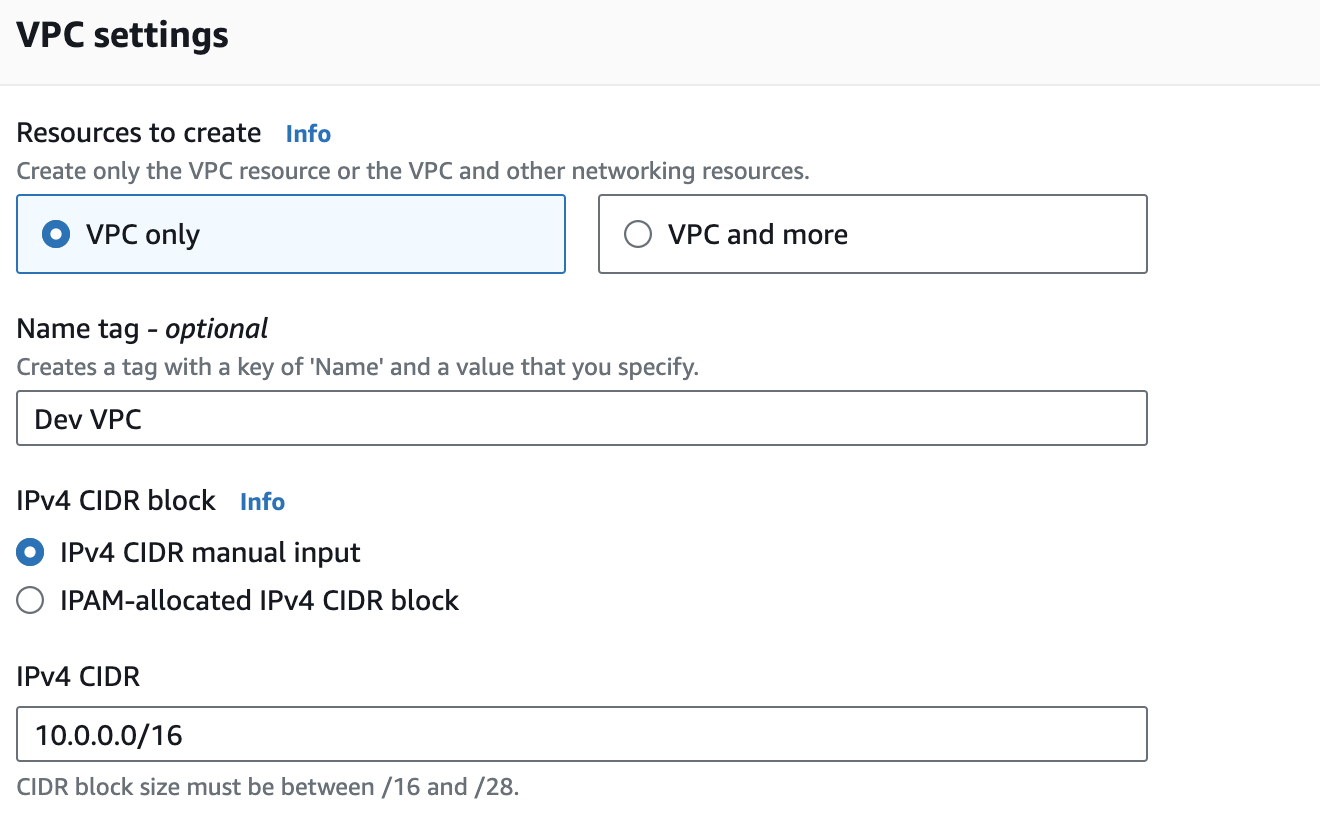 VPC settings
Resources to create Info
Create only the VPC resource or the VPC and other networking resources.
VPC only
VPC and more
Name tag - optional
Creates a tag with a key of 'Name' and a value that you specify.
Dev VPC
IPv4 CIDR block Info
IPv4 CIDR manual input
IPAM-allocated IPv4 CIDR block
IPv4 CIDR
10.0.0.0/16
CIDR block size must be between /16 and /28.